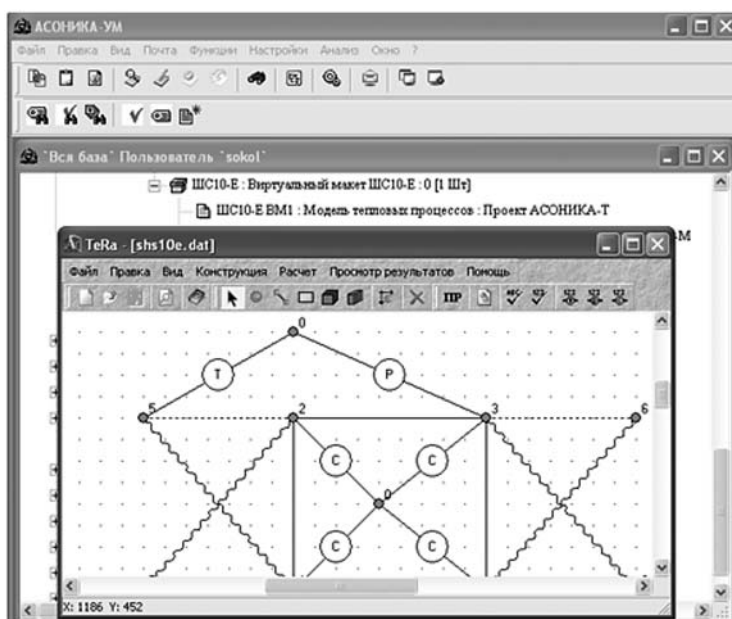 АСОНИКА-УМ
Файл Правка Вид Почта Функции Настройки Анализ Окно ?
`Вся база` Пользователь `sokol`
ШС10-Е : Виртуальный макет ШС10-Е : 0 [1 Шт]
ШС10-Е ВМ1 : Модель тепловых процессов : Проект АСОНИКА-Т
-М
TeRa - [shs10e.dat]
Файл Правка Вид Конструкция Расчет Просмотр результатов Помощь
ПР
0
T P
5 2 3 6
C C
0
C C
X: 1186 Y: 452